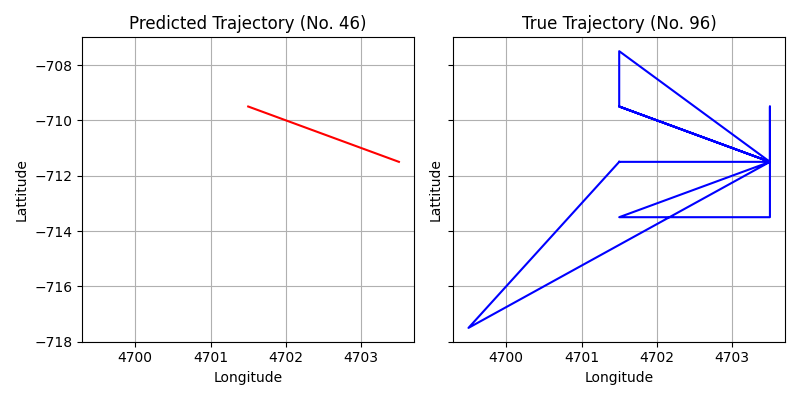 Predicted Trajectory (No. 46)
True Trajectory (No. 96)
−708
−710
−712
−714
−716
−718
Lattitude
Lattitude
4700 4701 4702 4703
4700 4701 4702 4703
Longitude
Longitude